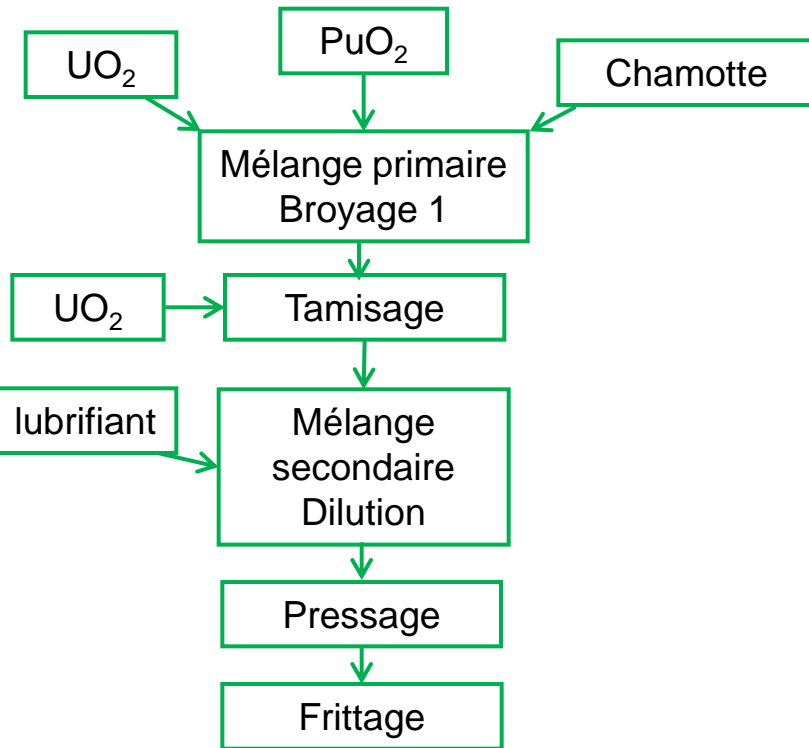 UO₂
PuO₂
Chamotte
Mélange primaire
Broyage 1
UO₂
Tamisage
lubrifiant
Mélange
secondaire
Dilution
Pressage
Frittage